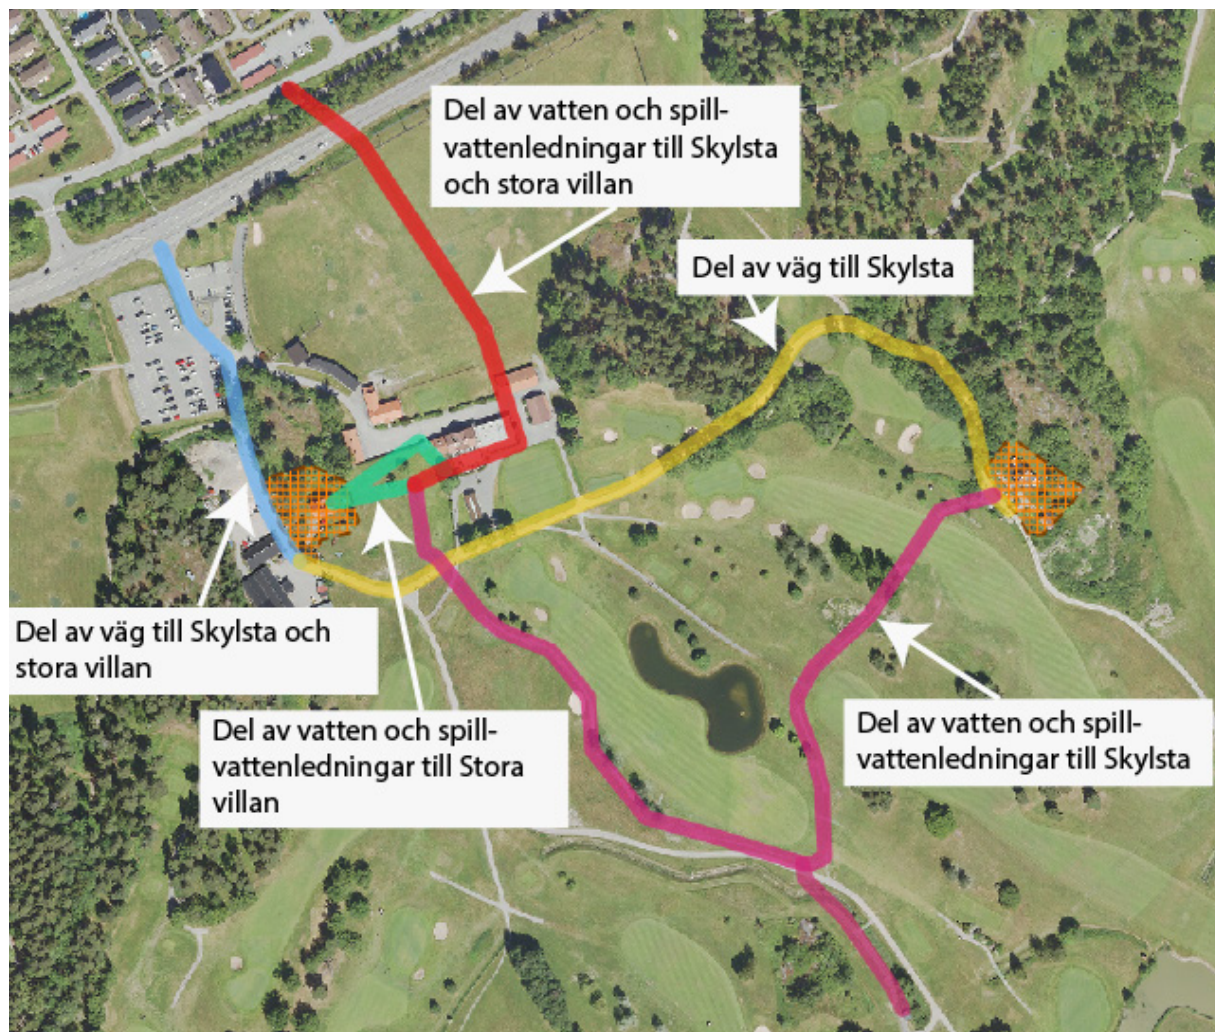 Del av vatten och spill-
vattenledningar till Skylsta
och stora villan
Del av väg till Skylsta
Del av väg till Skylsta och
stora villan
Del av vatten och spill-
vattenledningar till Stora
villan
Del av vatten och spill-
vattenledningar till Skylsta